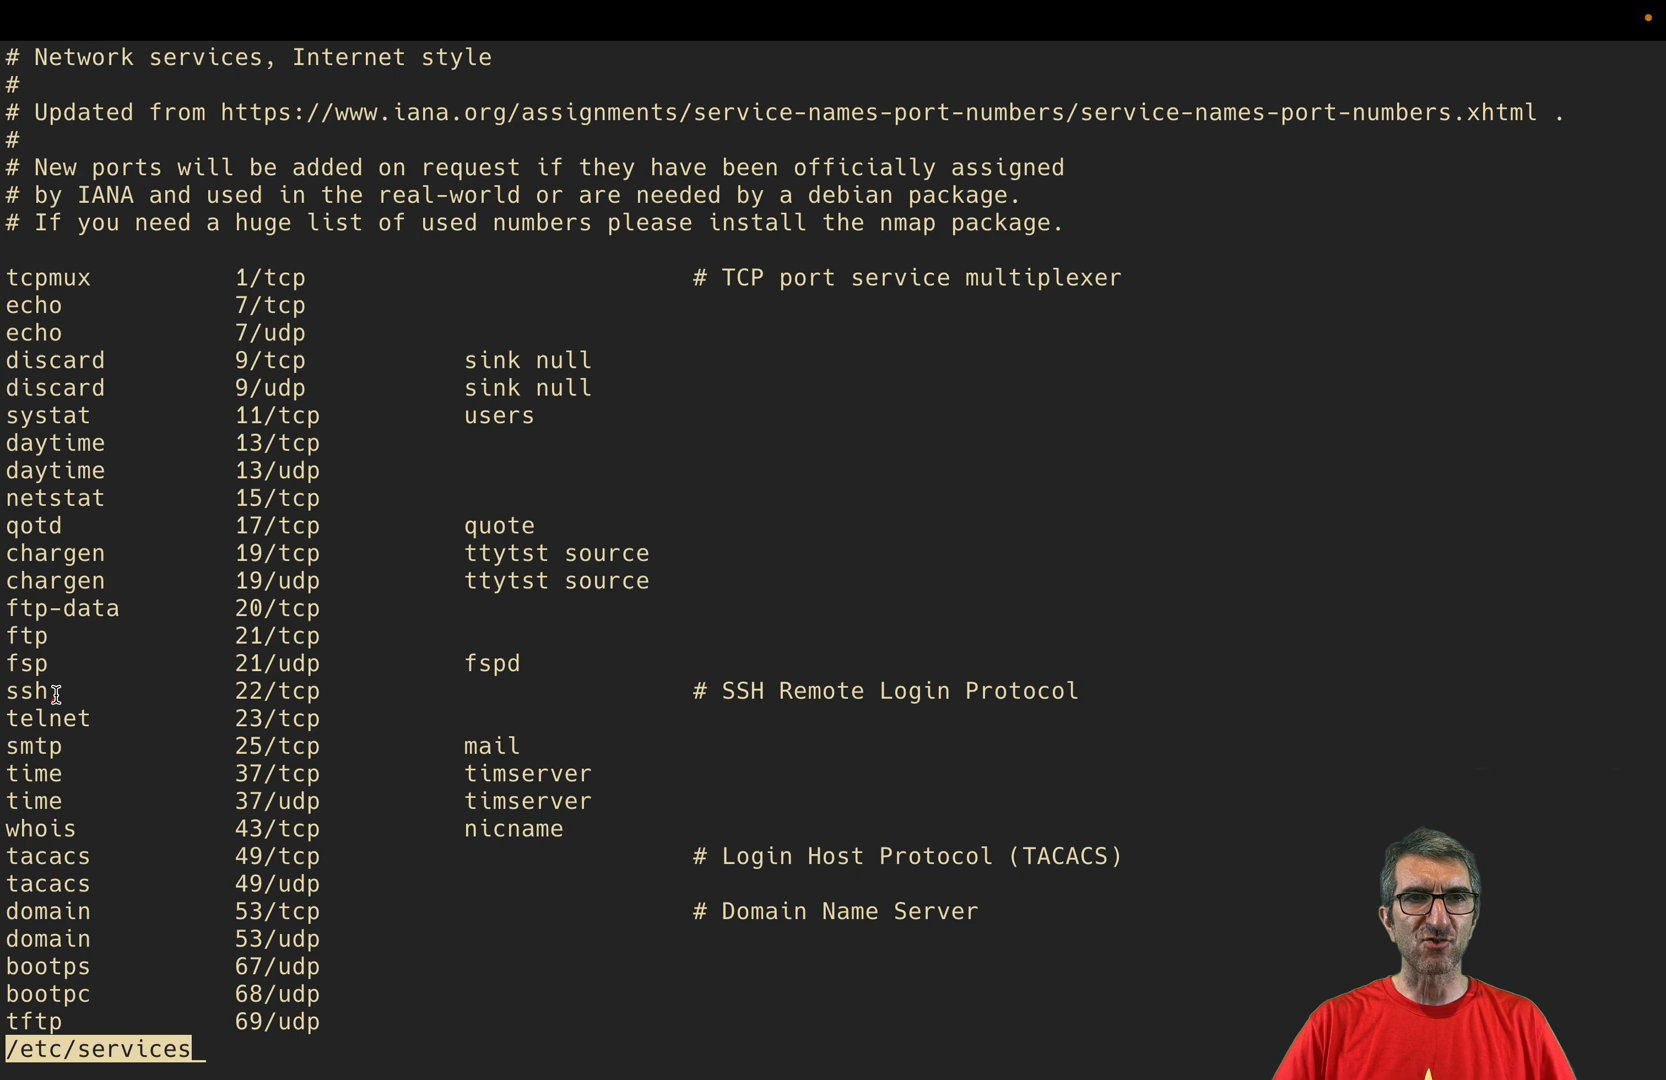 # Network services, Internet style
#
# Updated from https://www.iana.org/assignments/service-names-port-numbers/service-names-port-numbers.xhtml .
#
# New ports will be added on request if they have been officially assigned
# by IANA and used in the real-world or are needed by a debian package.
# If you need a huge list of used numbers please install the nmap package.

tcpmux          1/tcp                           # TCP port service multiplexer
echo            7/tcp
echo            7/udp
discard         9/tcp           sink null
discard         9/udp           sink null
systat          11/tcp          users
daytime         13/tcp
daytime         13/udp
netstat         15/tcp
qotd            17/tcp          quote
chargen         19/tcp          ttytst source
chargen         19/udp          ttytst source
ftp-data        20/tcp
ftp             21/tcp
fsp             21/udp          fspd
ssh             22/tcp                          # SSH Remote Login Protocol
telnet          23/tcp
smtp            25/tcp          mail
time            37/tcp          timserver
time            37/udp          timserver
whois           43/tcp          nicname
tacacs          49/tcp                          # Login Host Protocol (TACACS)
tacacs          49/udp
domain          53/tcp                          # Domain Name Server
domain          53/udp
bootps          67/udp
bootpc          68/udp
tftp            69/udp
/etc/services